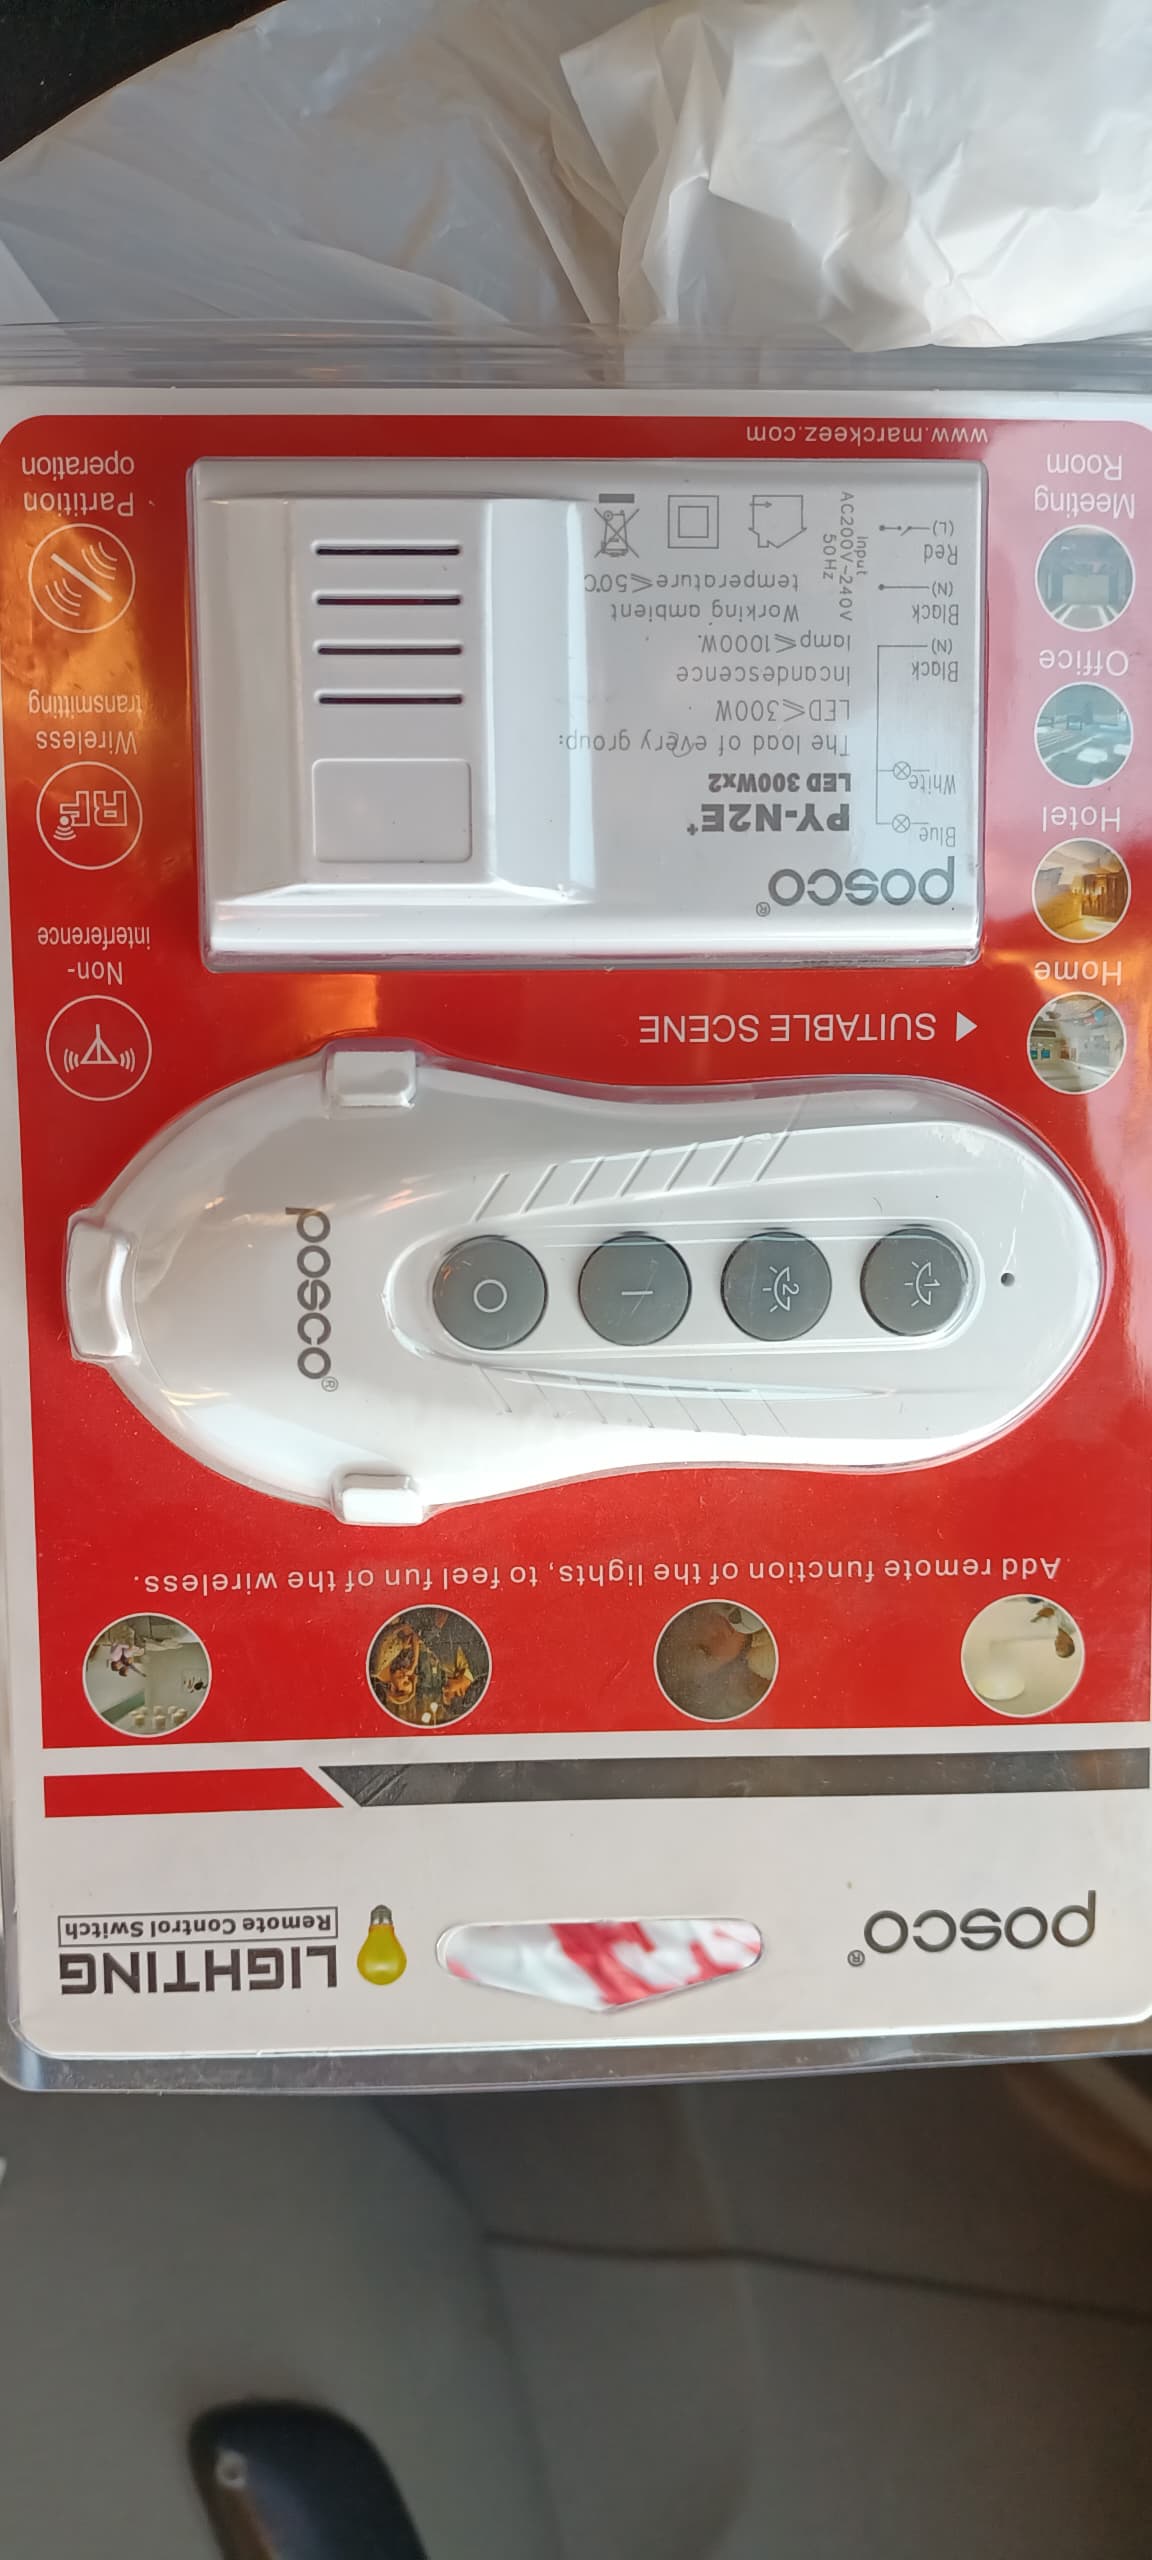 posco®
LIGHTING
Remote Control Switch
Add remote function of the lights, to feel fun of the wireless.
1
2
posco®
SUITABLE SCENE
Home
Hotel
Office
Meeting
Room
posco®
PY-N2E+
LED 300Wx2
The load of every group:
LED≤300W
Incandescence
lamp≤1000W.
Working ambient
temperature≤50℃
Blue
White
Black
(N)
Black
(N)
Red
(L)
Input
AC200V~240V
50Hz
Non-
interference
RF
Wireless
transmitting
Partition
operation
www.marckeez.com